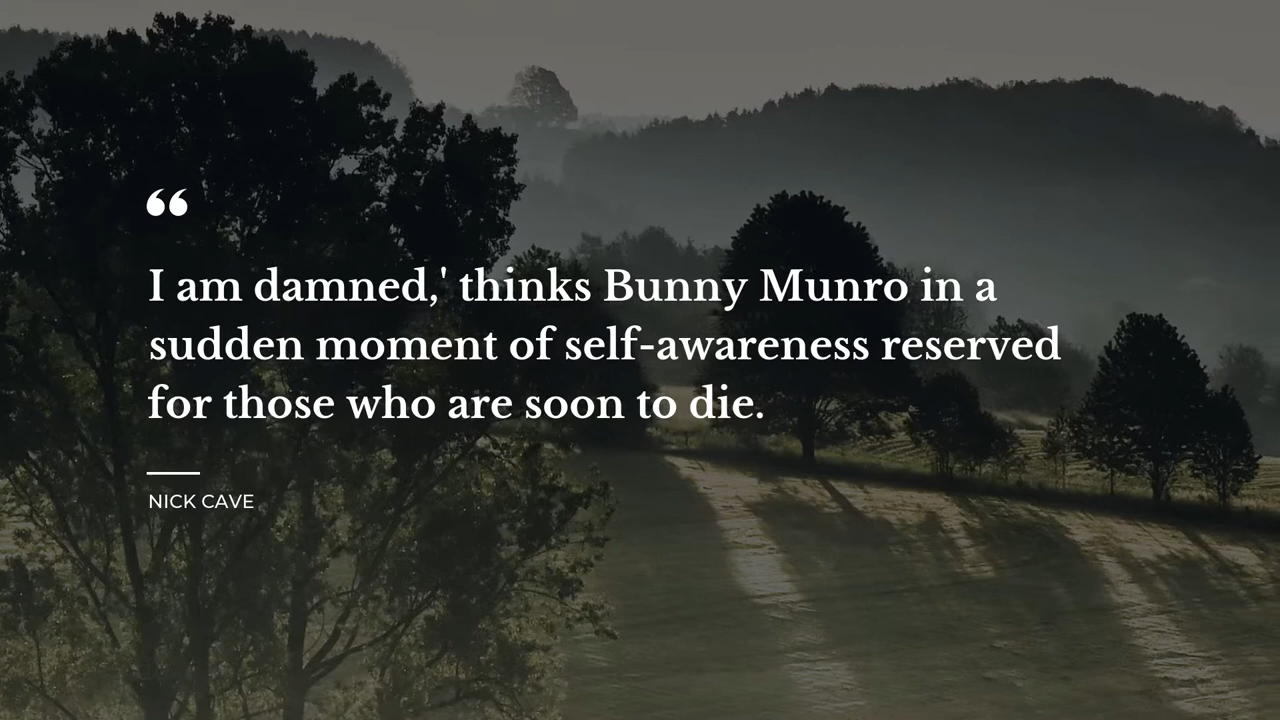 “
I am damned,' thinks Bunny Munro in a
sudden moment of self-awareness reserved
for those who are soon to die.
NICK CAVE